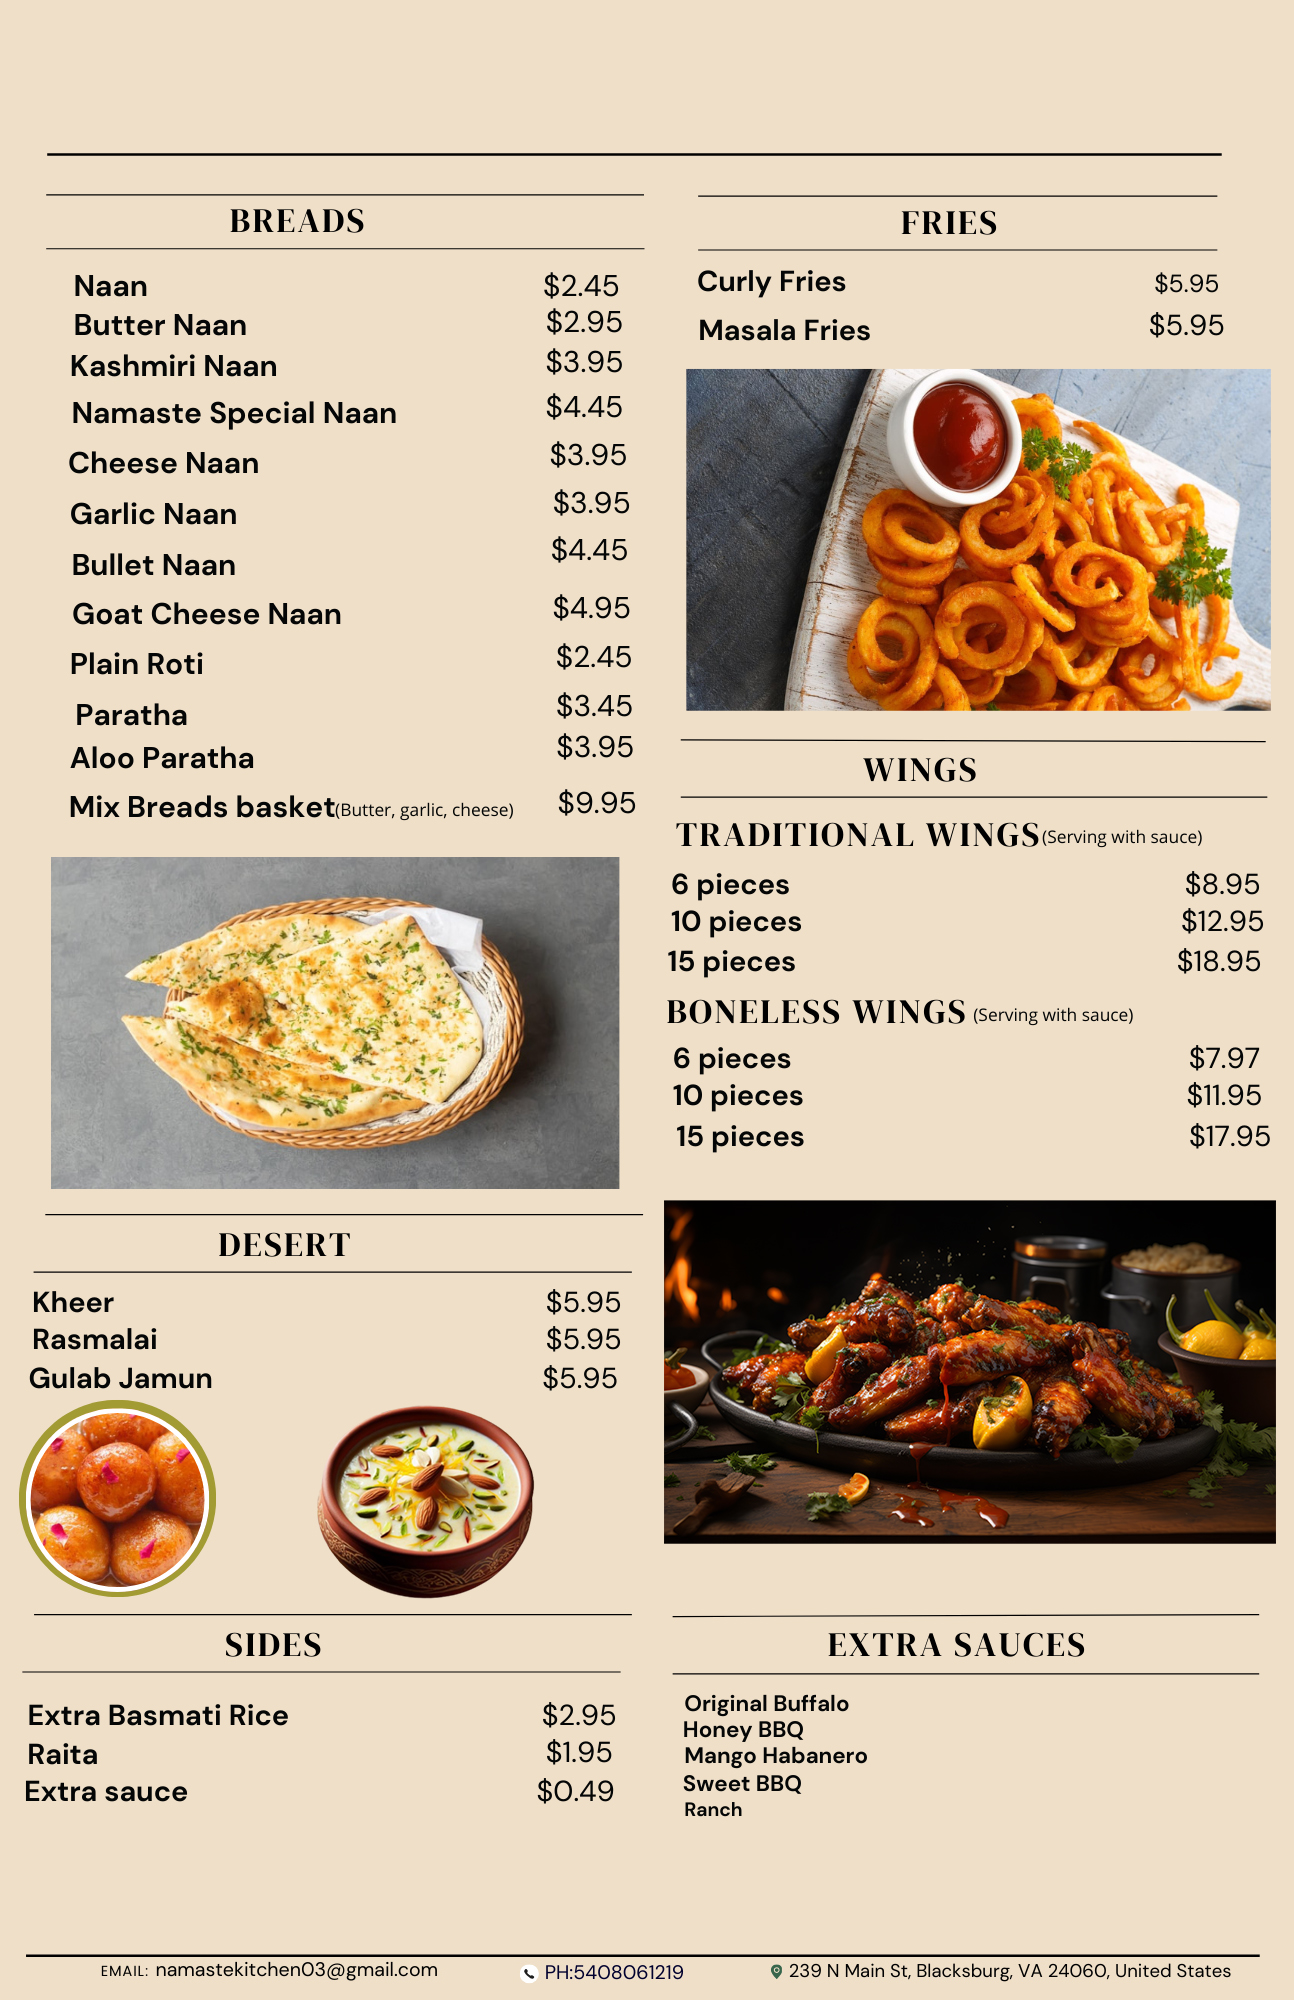 BREADS
Naan $2.45
Butter Naan $2.95
Kashmiri Naan $3.95
Namaste Special Naan $4.45
Cheese Naan $3.95
Garlic Naan $3.95
Bullet Naan $4.45
Goat Cheese Naan $4.95
Plain Roti $2.45
Paratha $3.45
Aloo Paratha $3.95
Mix Breads basket(Butter, garlic, cheese) $9.95
DESERT
Kheer $5.95
Rasmalai $5.95
Gulab Jamun $5.95
SIDES
Extra Basmati Rice $2.95
Raita $1.95
Extra sauce $0.49
FRIES
Curly Fries $5.95
Masala Fries $5.95
WINGS
TRADITIONAL WINGS(Serving with sauce)
6 pieces $8.95
10 pieces $12.95
15 pieces $18.95
BONELESS WINGS (Serving with sauce)
6 pieces $7.97
10 pieces $11.95
15 pieces $17.95
EXTRA SAUCES
Original Buffalo
Honey BBQ
Mango Habanero
Sweet BBQ
Ranch
EMAIL: namastekitchen03@gmail.com PH:5408061219 239 N Main St, Blacksburg, VA 24060, United States